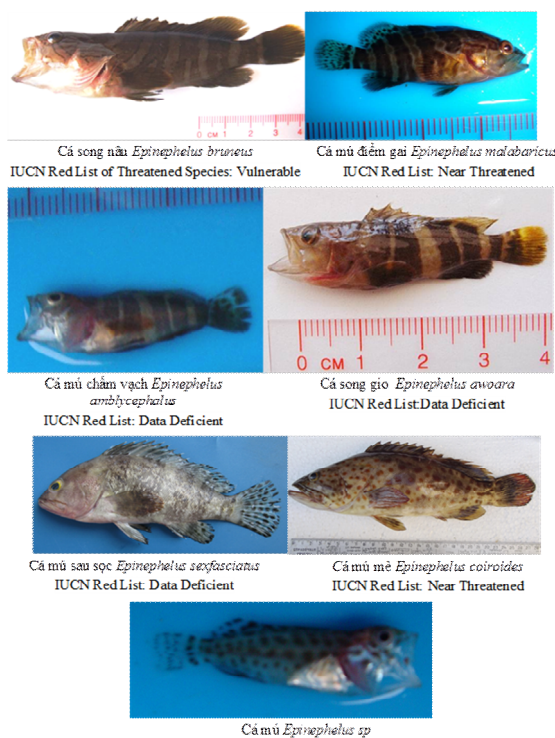 CM 1 2 3 4
Cá song nâu Epinephelus bruneus
IUCN Red List of Threatened Species: Vulnerable
Cá mú điểm gai Epinephelus malabaricus
IUCN Red List: Near Threatened
0 CM 1 2 3 4
Cá mú chấm vạch Epinephelus
amblycephalus
IUCN Red List: Data Deficient
Cá song gio Epinephelus awoara
IUCN Red List:Data Deficient
Cá mú sau sọc Epinephelus sexfasciatus
IUCN Red List: Data Deficient
Cá mú mè Epinephelus coiroides
IUCN Red List: Near Threatened
Cá mú Epinephelus sp